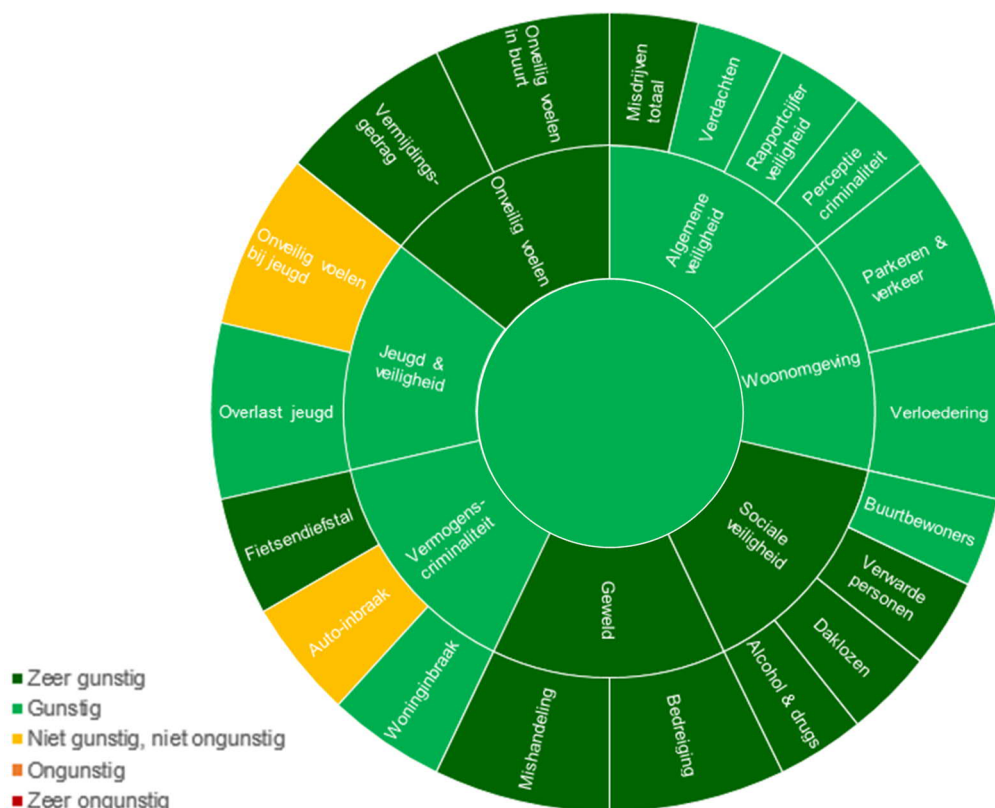 Misdrijven
totaal
Verdachten
Rapportcijfer
veiligheid
Perceptie
criminaliteit
Parkeren &
verkeer
Verloedering
Buurtbewoners
Verwarde
personen
Daklozen
Alcohol & drugs
Bedreiging
Mishandeling
Woninginbraak
Auto-inbraak
Fietsendiefstal
Overlast jeugd
Onveilig voelen
bij jeugd
Vermijdings-
gedrag
Onveilig voelen
in buurt
Algemene
veiligheid
Woonomgeving
Sociale
veiligheid
Geweld
Vermogens-
criminaliteit
Jeugd &
veiligheid
Onveilig voelen
Zeer gunstig
Gunstig
Niet gunstig, niet ongunstig
Ongunstig
Zeer ongunstig